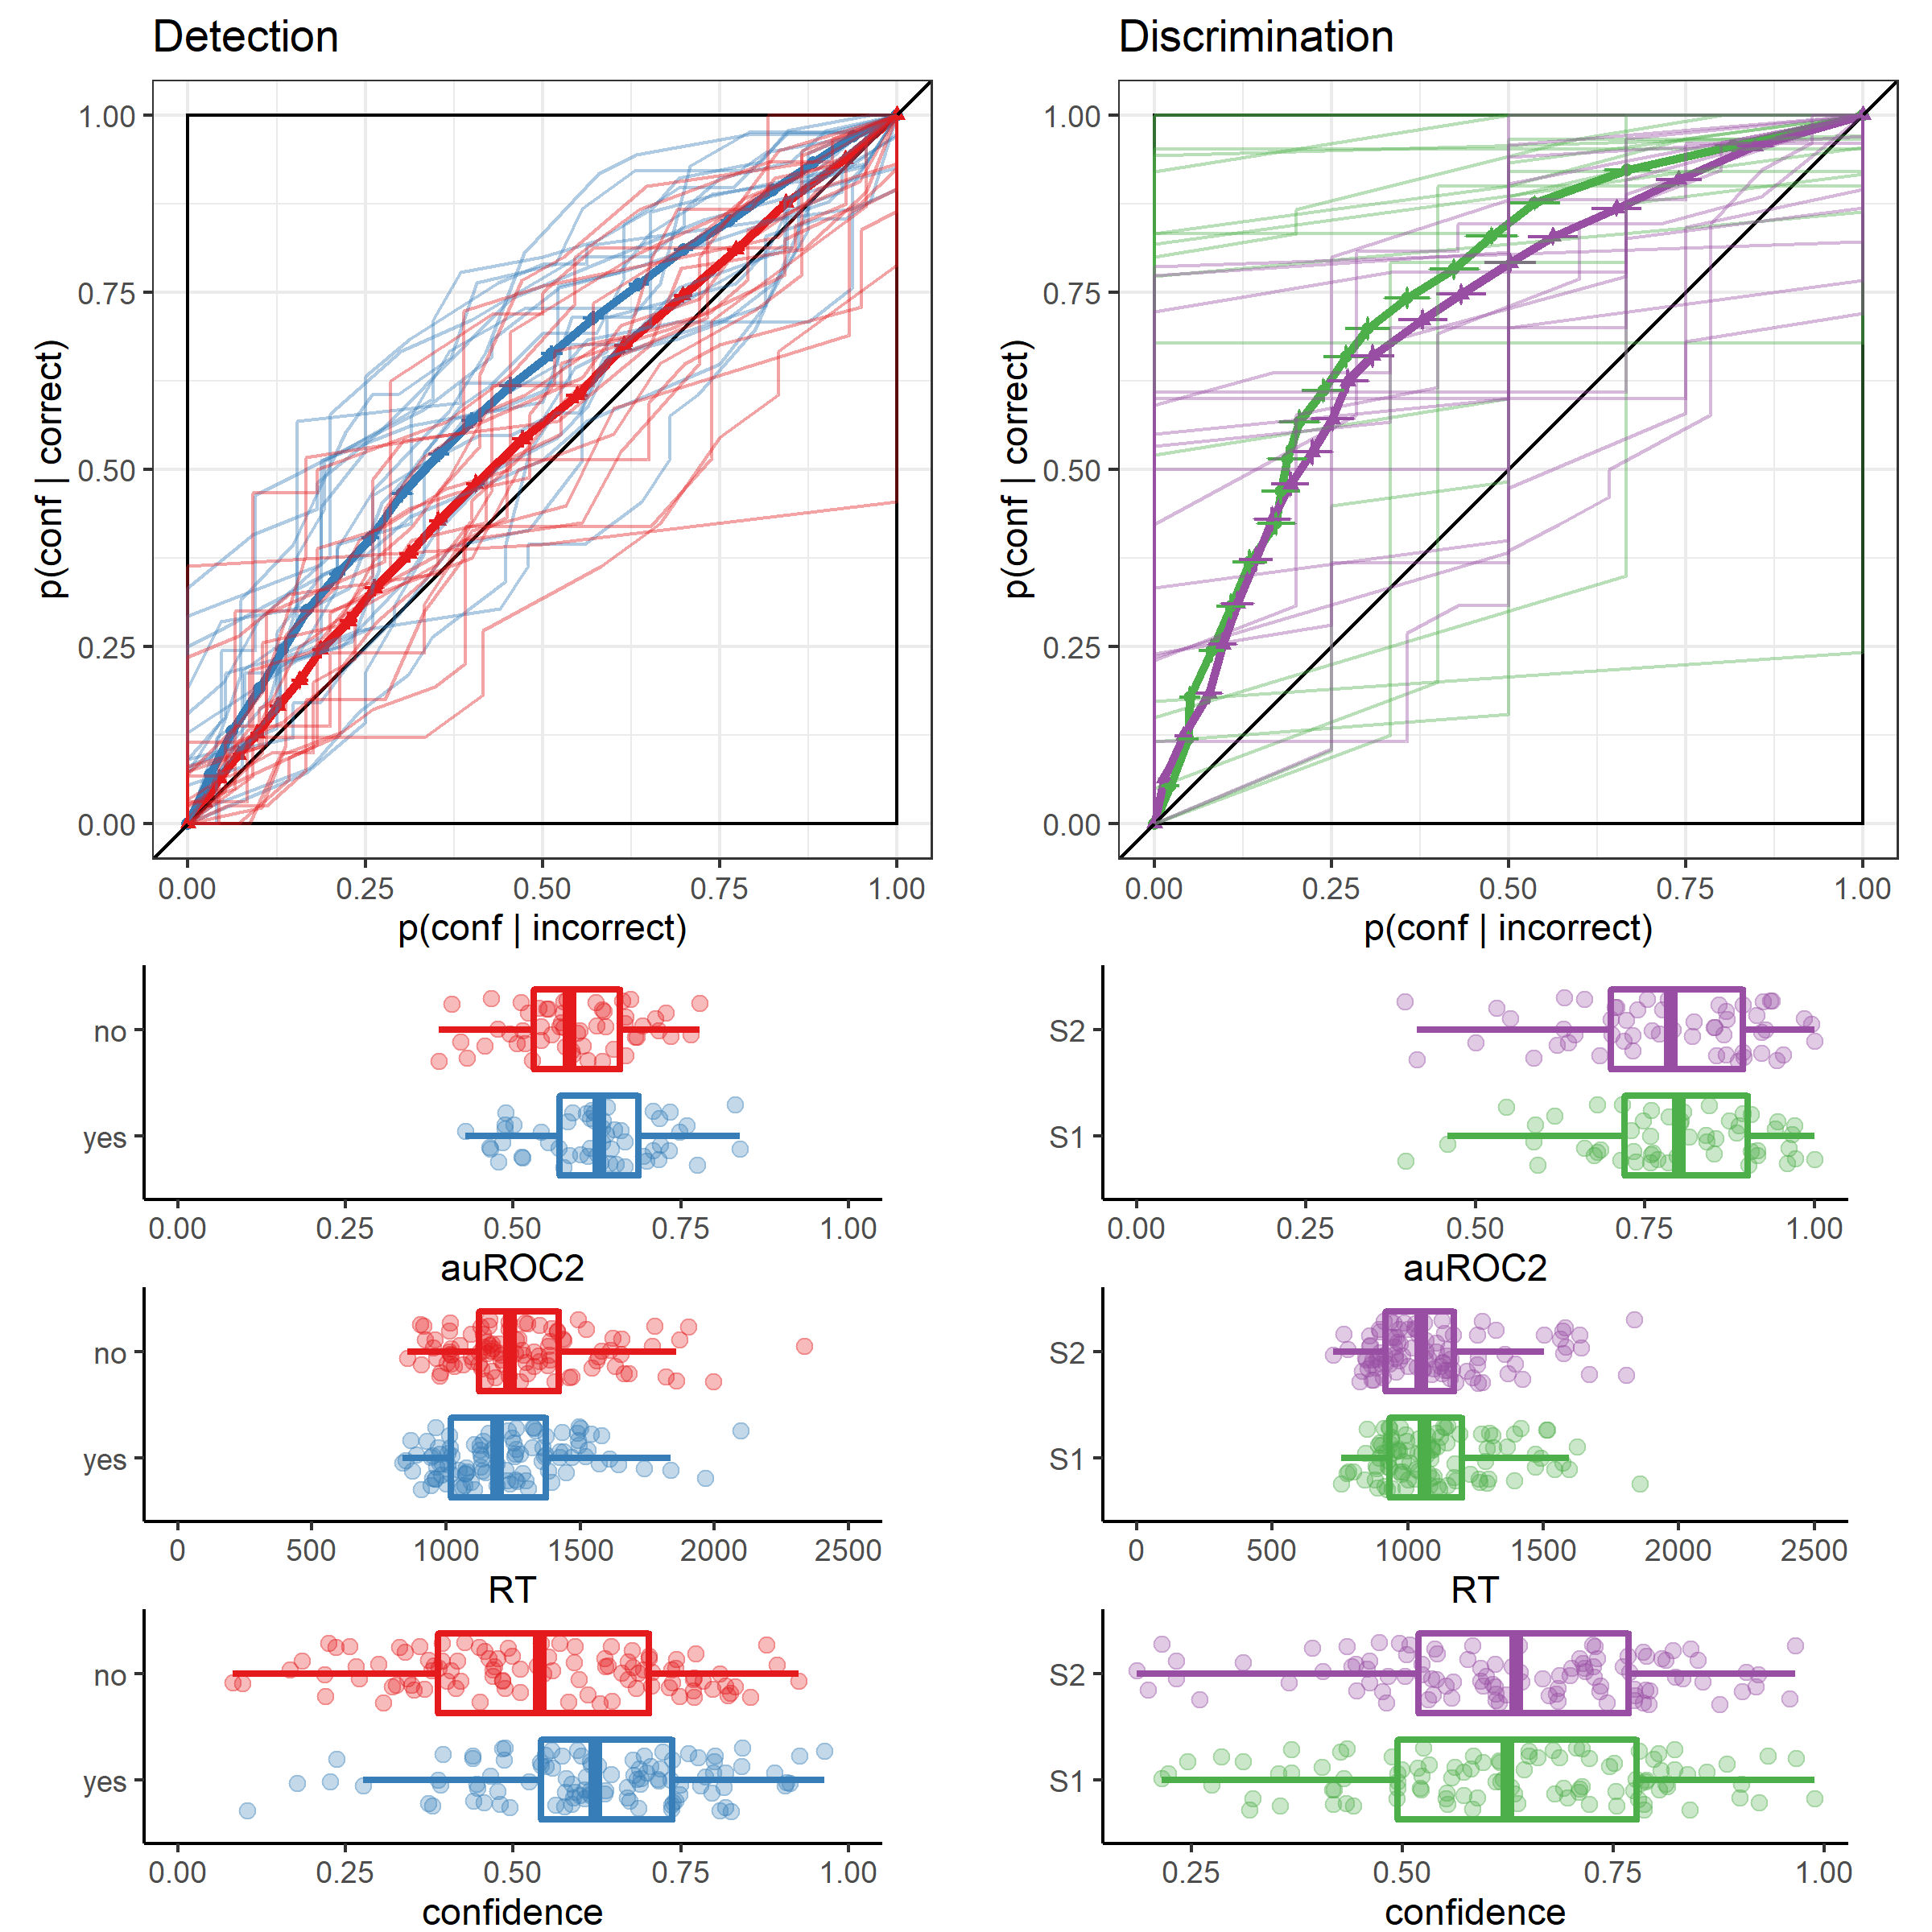 Detection
Discrimination
p(conf | correct)
1.00
0.75
0.50
0.25
0.00
0.00 0.25 0.50 0.75 1.00
p(conf | incorrect)
p(conf | correct)
1.00
0.75
0.50
0.25
0.00
0.00 0.25 0.50 0.75 1.00
p(conf | incorrect)
no
yes
0.00 0.25 0.50 0.75 1.00
auROC2
S2
S1
0.00 0.25 0.50 0.75 1.00
auROC2
no
yes
0 500 1000 1500 2000 2500
RT
S2
S1
0 500 1000 1500 2000 2500
RT
no
yes
0.00 0.25 0.50 0.75 1.00
confidence
S2
S1
0.25 0.50 0.75 1.00
confidence